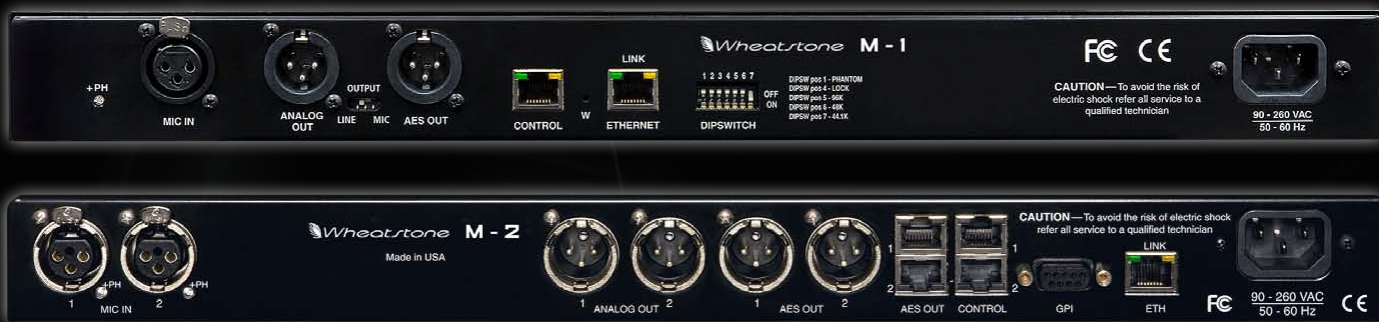 Wheatstone M - 1
LINK
FC CE
+PH
MIC IN
ANALOG
OUT
OUTPUT
LINE MIC
AES OUT
CONTROL
W
ETHERNET
1 2 3 4 5 6 7
OFF
ON
DIPSWITCH
DIPSW pos 1 - PHANTOM
DIPSW pos 4 - LOCK
DIPSW pos 5 - 96K
DIPSW pos 6 - 48K
DIPSW pos 7 - 44.1K
CAUTION — To avoid the risk of
electric shock refer all service to a
qualified technician
90 - 260 VAC
50 - 60 Hz
Wheatstone M - 2
Made in USA
+PH
+PH
1 2
MIC IN
1 2
ANALOG OUT
1 2
AES OUT
1
2
AES OUT
1
2
CONTROL
GPI
CAUTION — To avoid the risk of electric shock
refer all service to a qualified technician
LINK
ETH
FC
90 - 260 VAC
50 - 60 Hz
CE